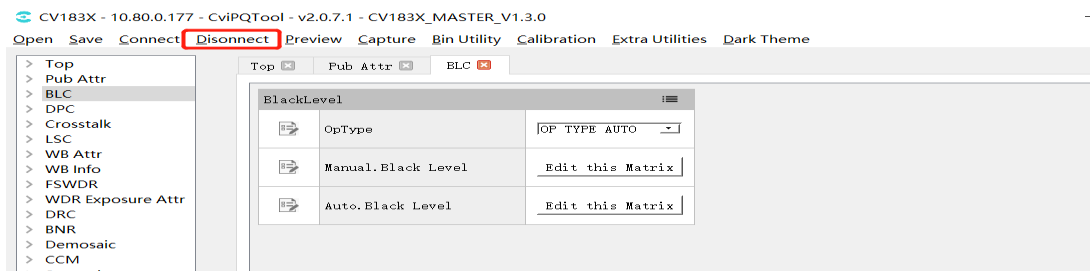 CV183X - 10.80.0.177 - CviPQTool - v2.0.7.1 - CV183X_MASTER_V1.3.0
Open Save Connect Disonnect Preview Capture Bin Utility Calibration Extra Utilities Dark Theme
> Top
> Pub Attr
> BLC
> DPC
> Crosstalk
> LSC
> WB Attr
> WB Info
> FSWDR
> WDR Exposure Attr
> DRC
> BNR
> Demosaic
> CCM
Top Pub Attr BLC
BlackLevel
OpType OP TYPE AUTO
Manual.Black Level Edit this Matrix
Auto.Black Level Edit this Matrix